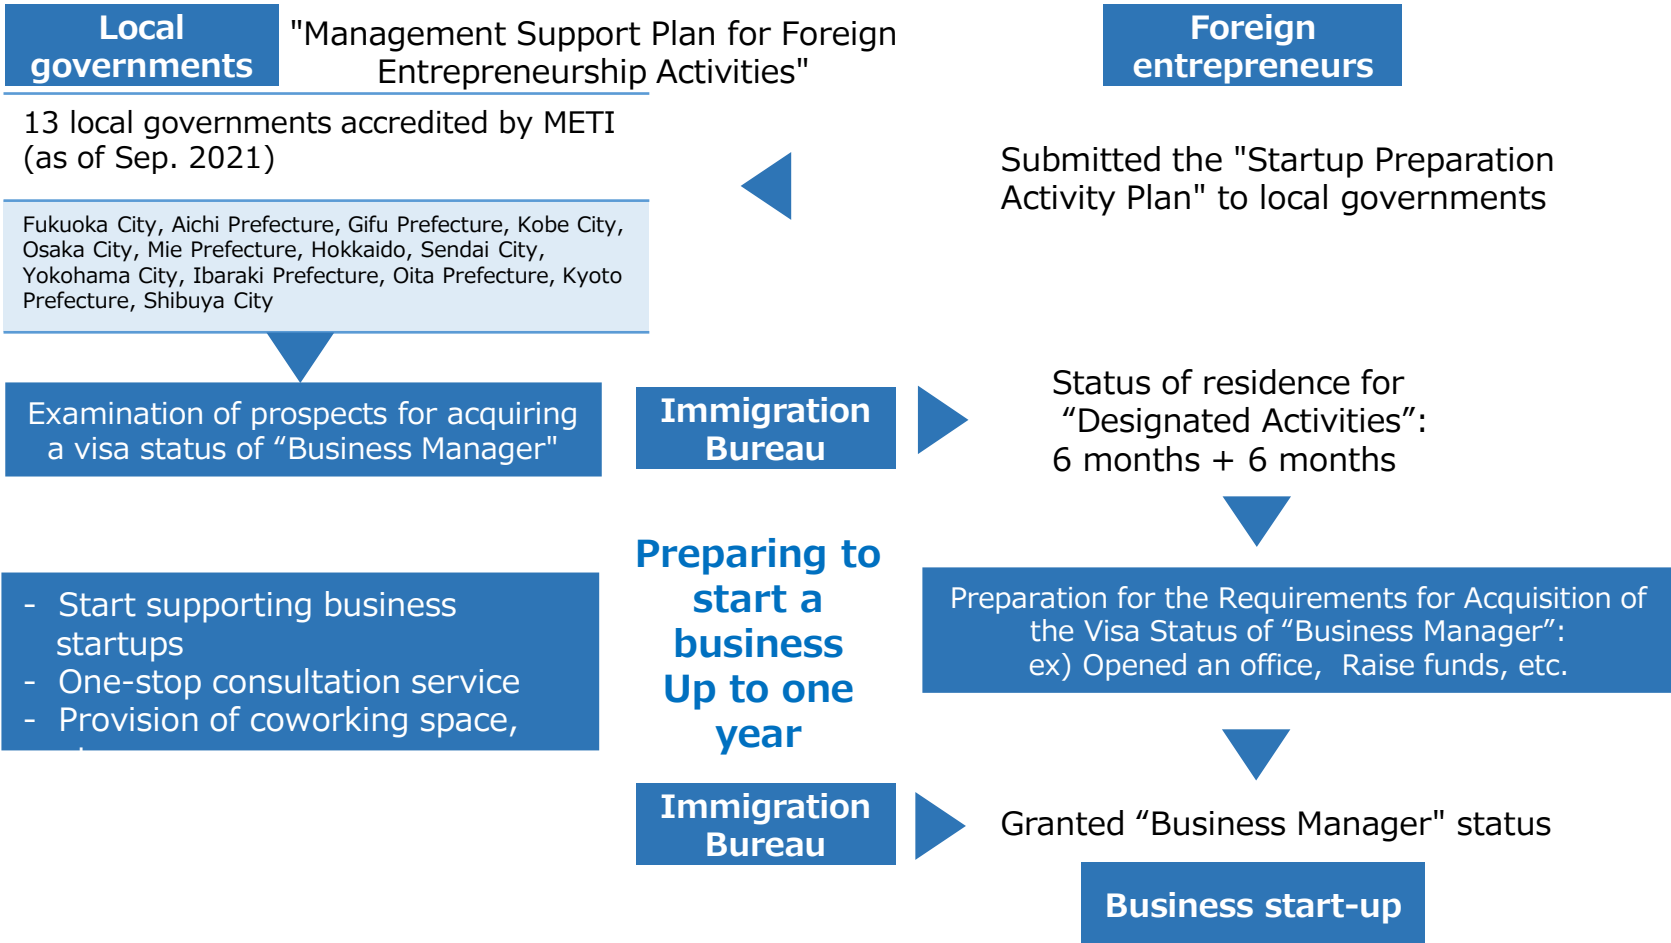 Local
governments
"Management Support Plan for Foreign
Entrepreneurship Activities"
Foreign
entrepreneurs
13 local governments accredited by METI
(as of Sep. 2021)
Submitted the "Startup Preparation
Activity Plan" to local governments
Fukuoka City, Aichi Prefecture, Gifu Prefecture, Kobe City,
Osaka City, Mie Prefecture, Hokkaido, Sendai City,
Yokohama City, Ibaraki Prefecture, Oita Prefecture, Kyoto
Prefecture, Shibuya City
Examination of prospects for acquiring
a visa status of “Business Manager"
Immigration
Bureau
Status of residence for
“Designated Activities”:
6 months + 6 months
- Start supporting business
startups
- One-stop consultation service
- Provision of coworking space,
Preparing to
start a
business
Up to one
year
Preparation for the Requirements for Acquisition of
the Visa Status of “Business Manager”:
ex) Opened an office, Raise funds, etc.
Immigration
Bureau
Granted “Business Manager" status
Business start-up